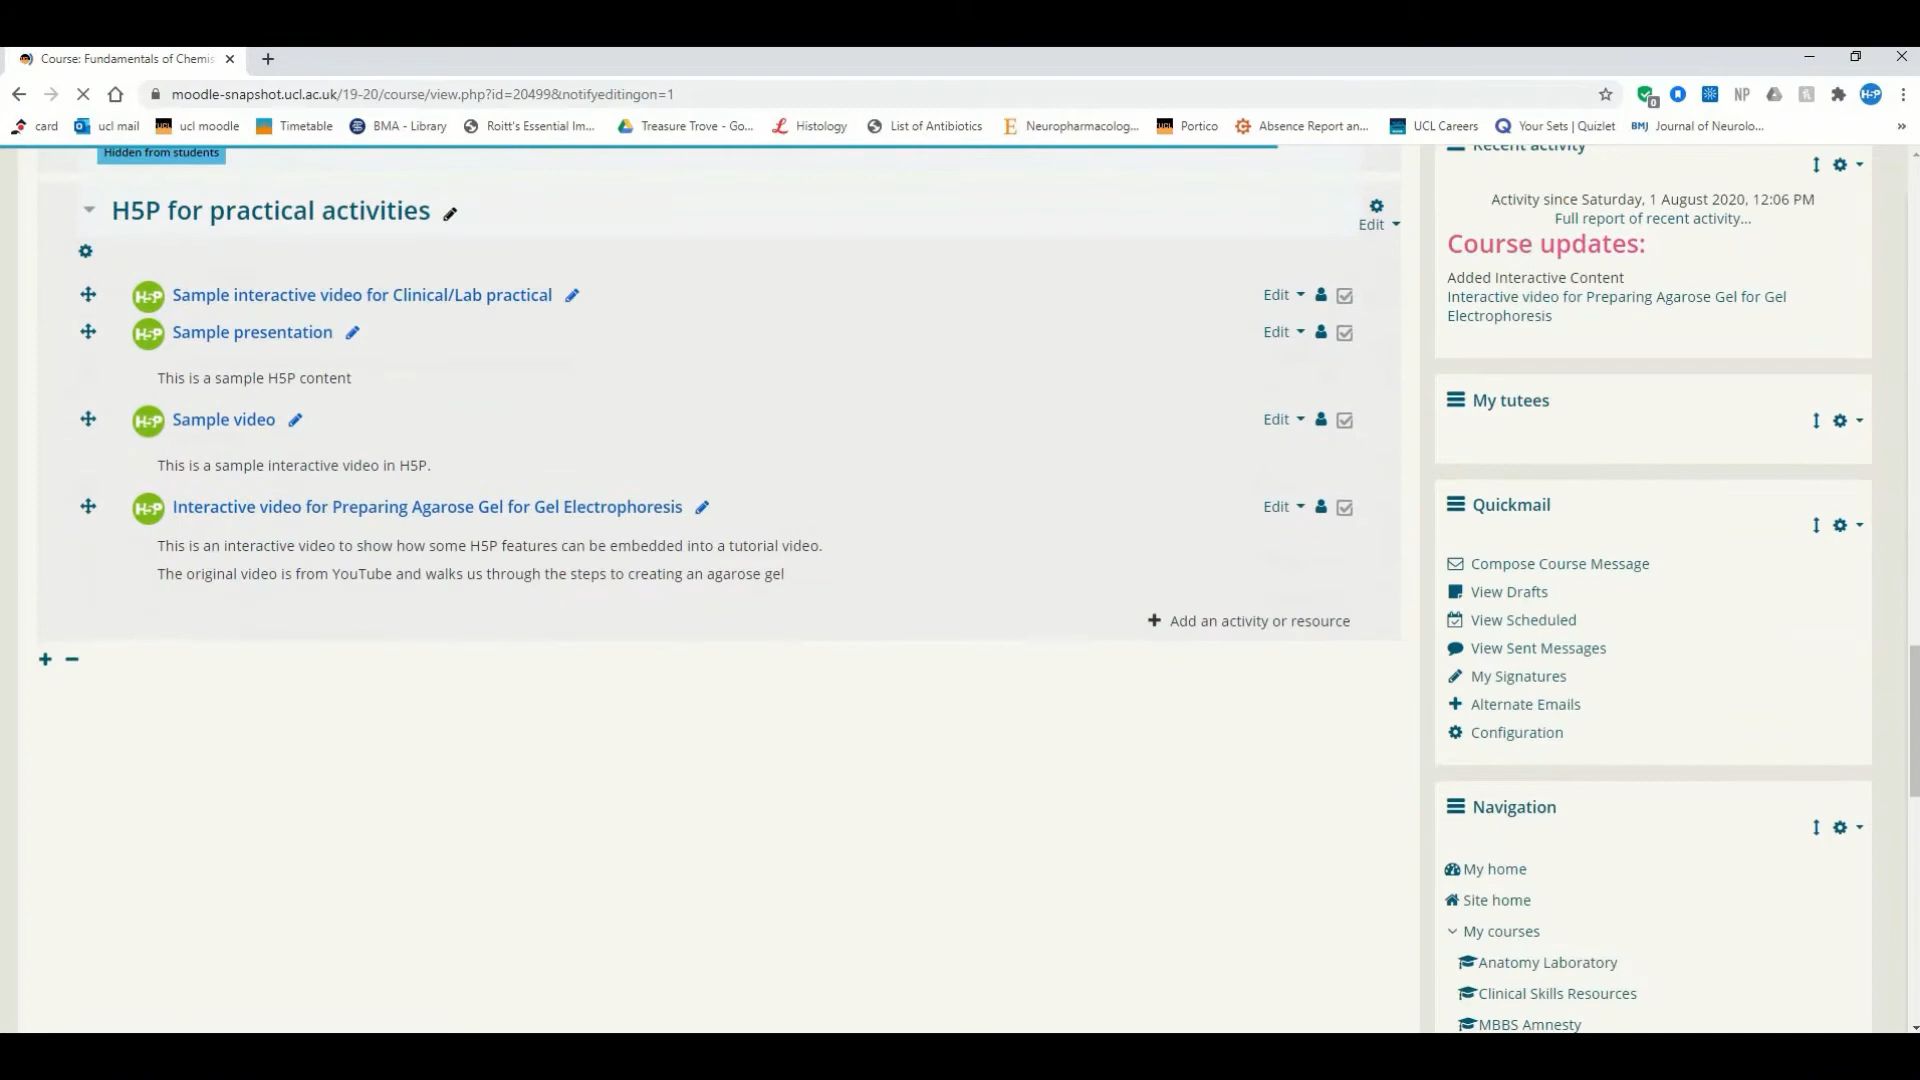 Course: Fundamentals of Chemis
moodle-snapshot.ucl.ac.uk/19-20/course/view.php?id=20499&notifyeditingon=1
0
NP
H-P
card
ucl mail
UCL
ucl moodle
Timetable
BMA - Library
Roitt's Essential Im...
Treasure Trove - Go...
Histology
List of Antibiotics
E Neuropharmacolog...
UCL
Portico
Absence Report an...
UCL Careers
Your Sets | Quizlet
BMJ Journal of Neurolo...
»
Hidden from students
H5P for practical activities
Edit
H5P Sample interactive video for Clinical/Lab practical
Edit
H5P Sample presentation
Edit
This is a sample H5P content
H5P Sample video
Edit
This is a sample interactive video in H5P.
H5P Interactive video for Preparing Agarose Gel for Gel Electrophoresis
Edit
This is an interactive video to show how some H5P features can be embedded into a tutorial video.
The original video is from YouTube and walks us through the steps to creating an agarose gel
Add an activity or resource
Recent activity
Activity since Saturday, 1 August 2020, 12:06 PM
Full report of recent activity...
Course updates:
Added Interactive Content
Interactive video for Preparing Agarose Gel for Gel
Electrophoresis
My tutees
Quickmail
Compose Course Message
View Drafts
View Scheduled
View Sent Messages
My Signatures
Alternate Emails
Configuration
Navigation
My home
Site home
My courses
Anatomy Laboratory
Clinical Skills Resources
MBBS Amnesty